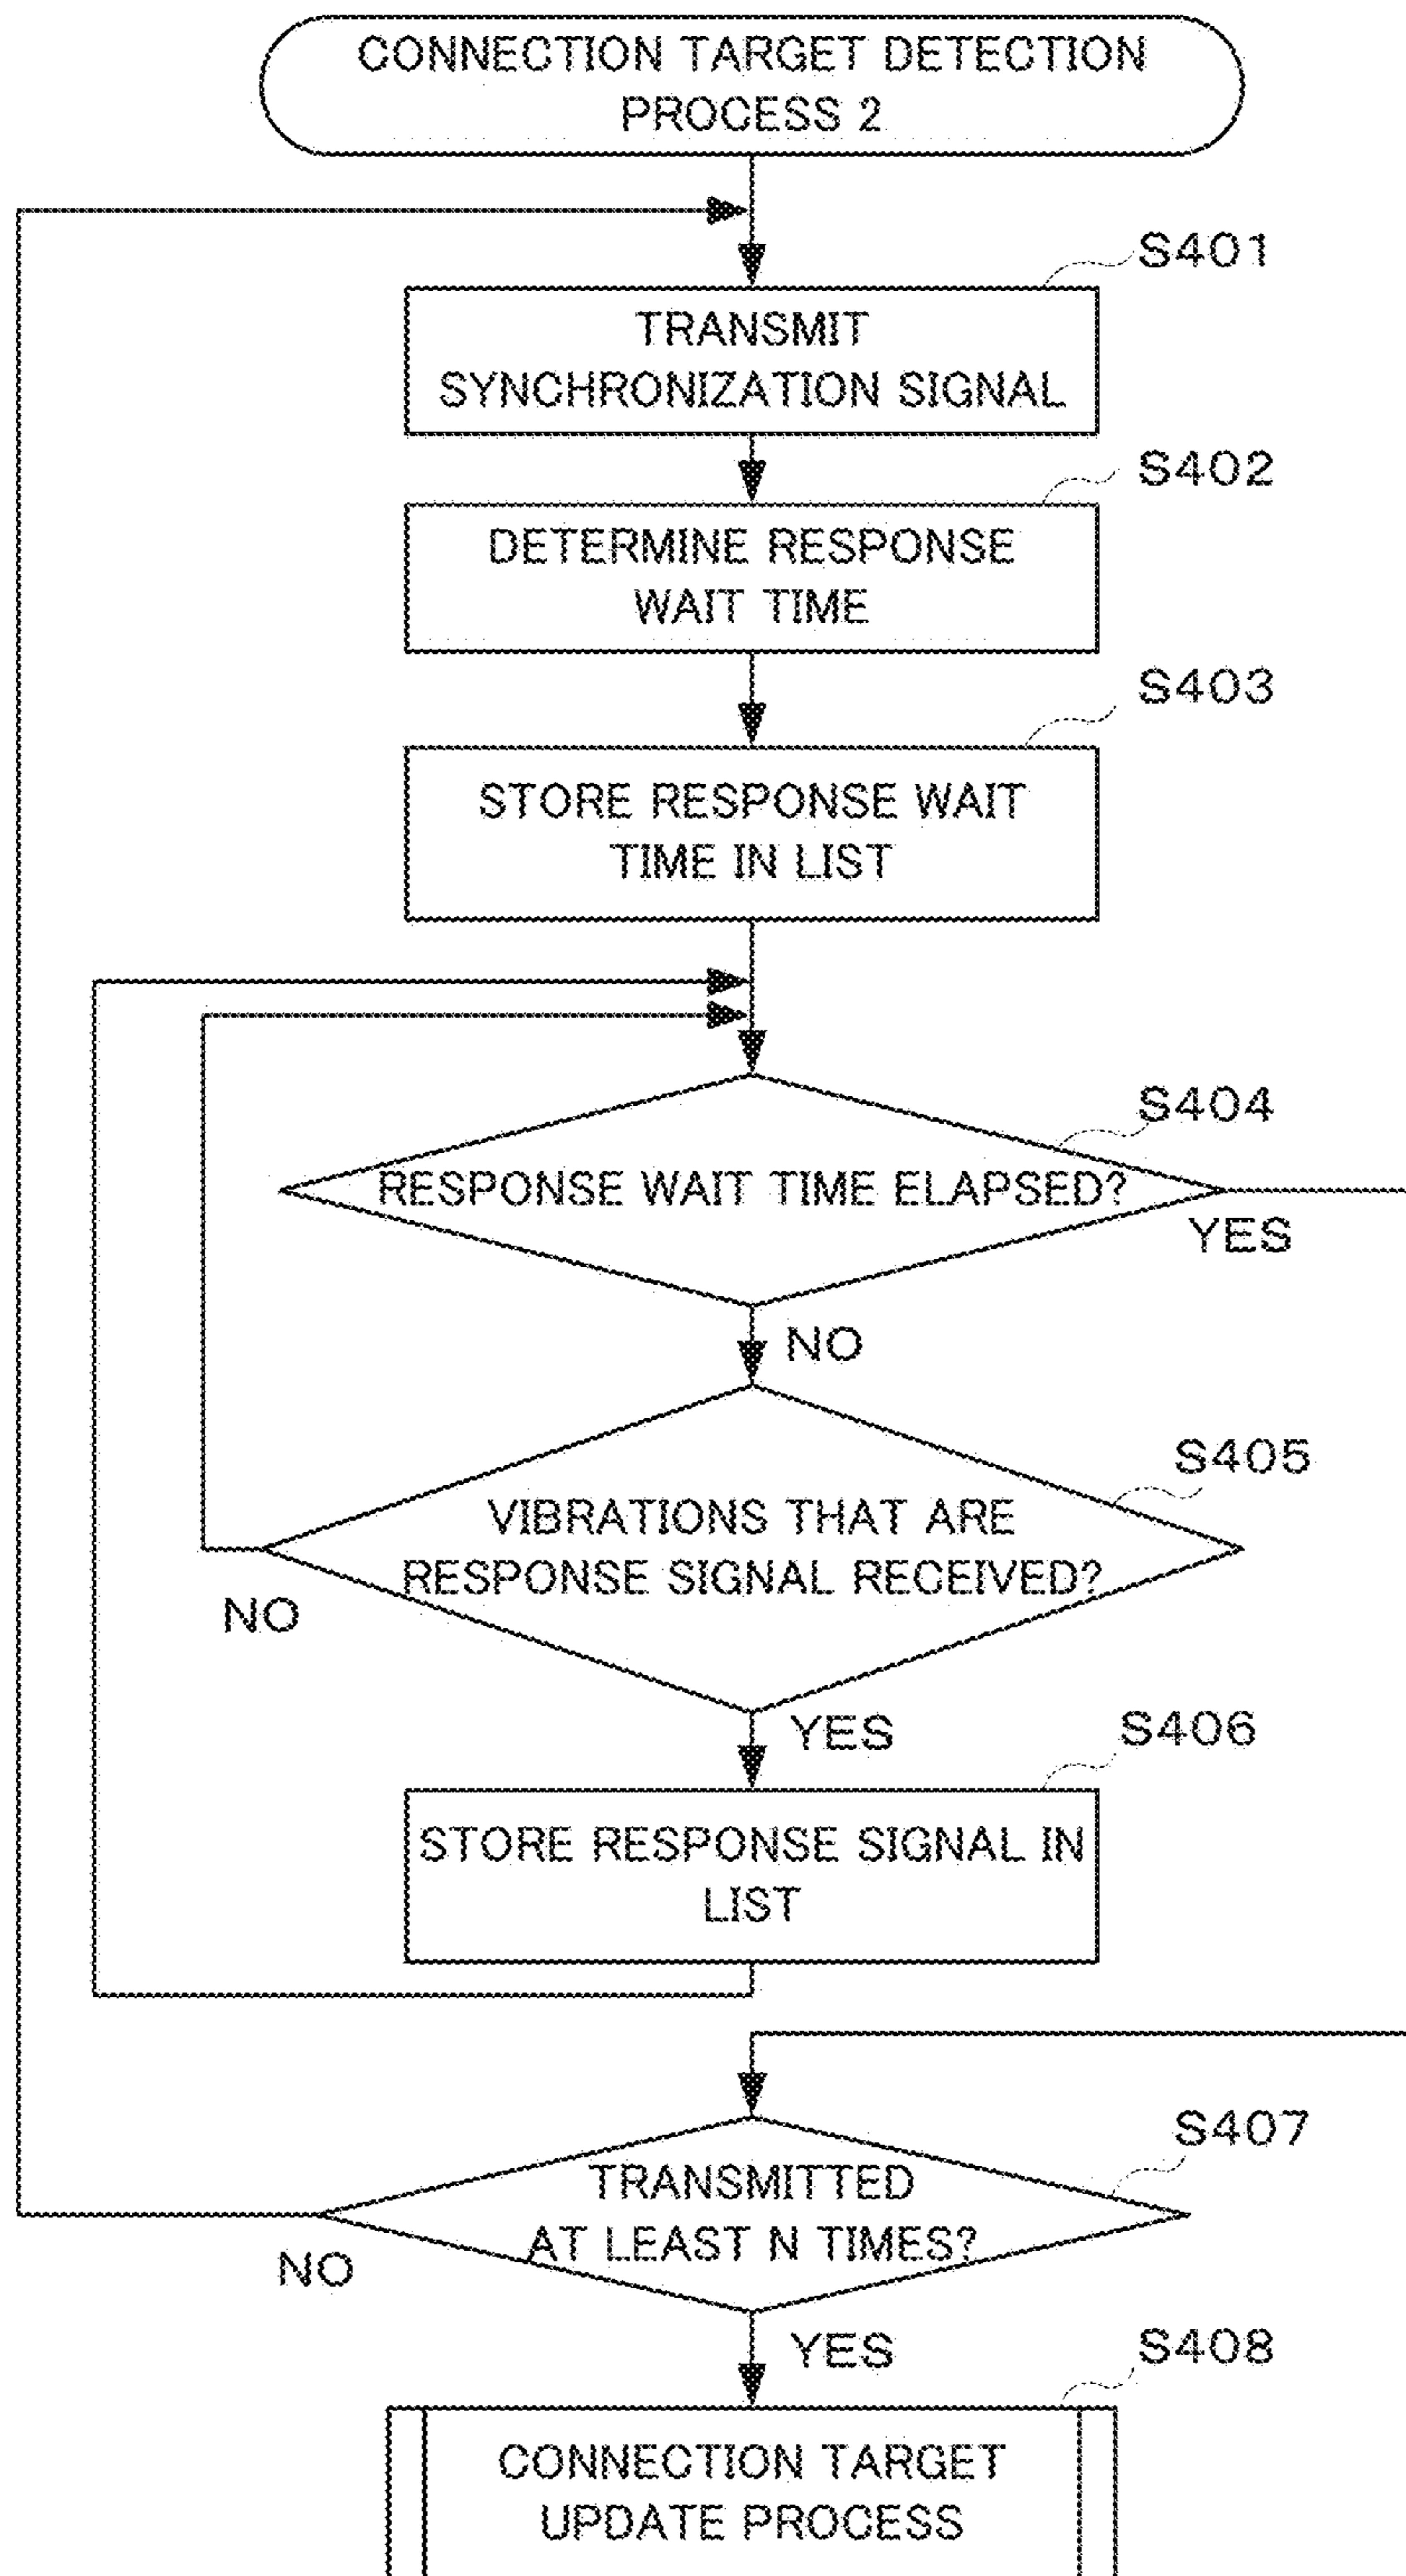 CONNECTION TARGET DETECTION
PROCESS 2
S401
TRANSMIT
SYNCHRONIZATION SIGNAL
S402
DETERMINE RESPONSE
WAIT TIME
S403
STORE RESPONSE WAIT
TIME IN LIST
S404
RESPONSE WAIT TIME ELAPSED?
YES
NO
S405
VIBRATIONS THAT ARE
RESPONSE SIGNAL RECEIVED?
NO
YES
S406
STORE RESPONSE SIGNAL IN
LIST
S407
TRANSMITTED
AT LEAST N TIMES?
NO
YES
S408
CONNECTION TARGET
UPDATE PROCESS